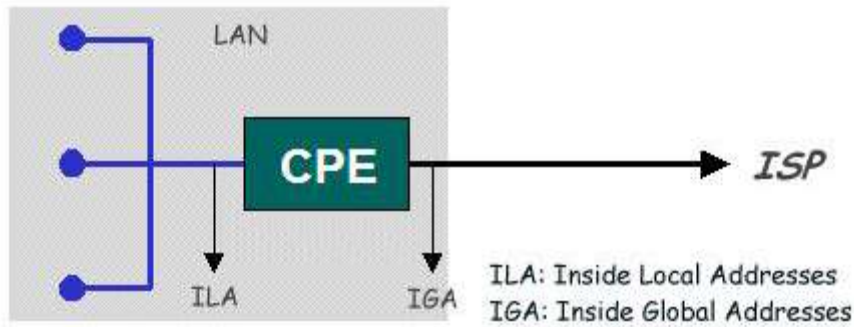 LAN
CPE
ISP
ILA
IGA
ILA: Inside Local Addresses
IGA: Inside Global Addresses